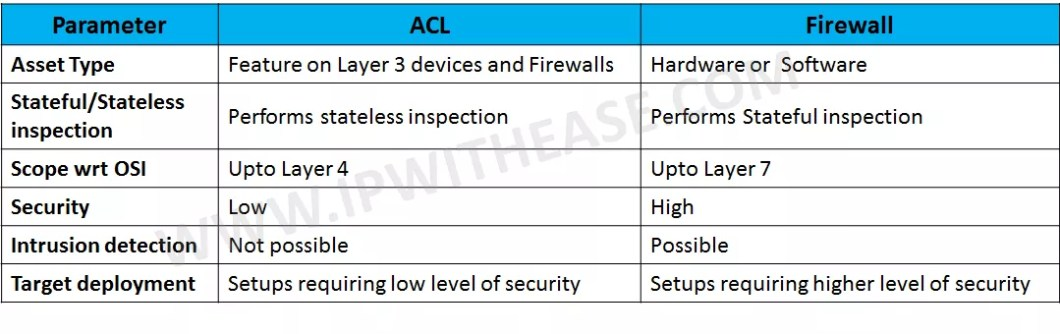 Parameter ACL Firewall
Asset Type Feature on Layer 3 devices and Firewalls Hardware or Software
Stateful/Stateless
inspection Performs stateless inspection Performs Stateful inspection
Scope wrt OSI Upto Layer 4 Upto Layer 7
Security Low High
Intrusion detection Not possible Possible
Target deployment Setups requiring low level of security Setups requiring higher level of security
WWW.IPWITHEASE.COM